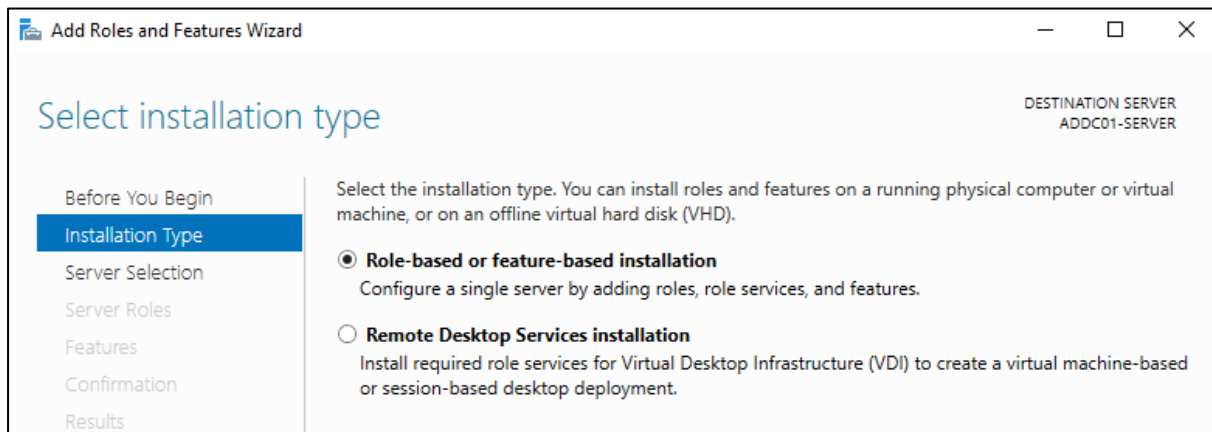 Add Roles and Features Wizard
Select installation type
DESTINATION SERVER
ADDC01-SERVER
Before You Begin
Installation Type
Server Selection
Server Roles
Features
Confirmation
Results
Select the installation type. You can install roles and features on a running physical computer or virtual
machine, or on an offline virtual hard disk (VHD).
Role-based or feature-based installation
Configure a single server by adding roles, role services, and features.
Remote Desktop Services installation
Install required role services for Virtual Desktop Infrastructure (VDI) to create a virtual machine-based
or session-based desktop deployment.